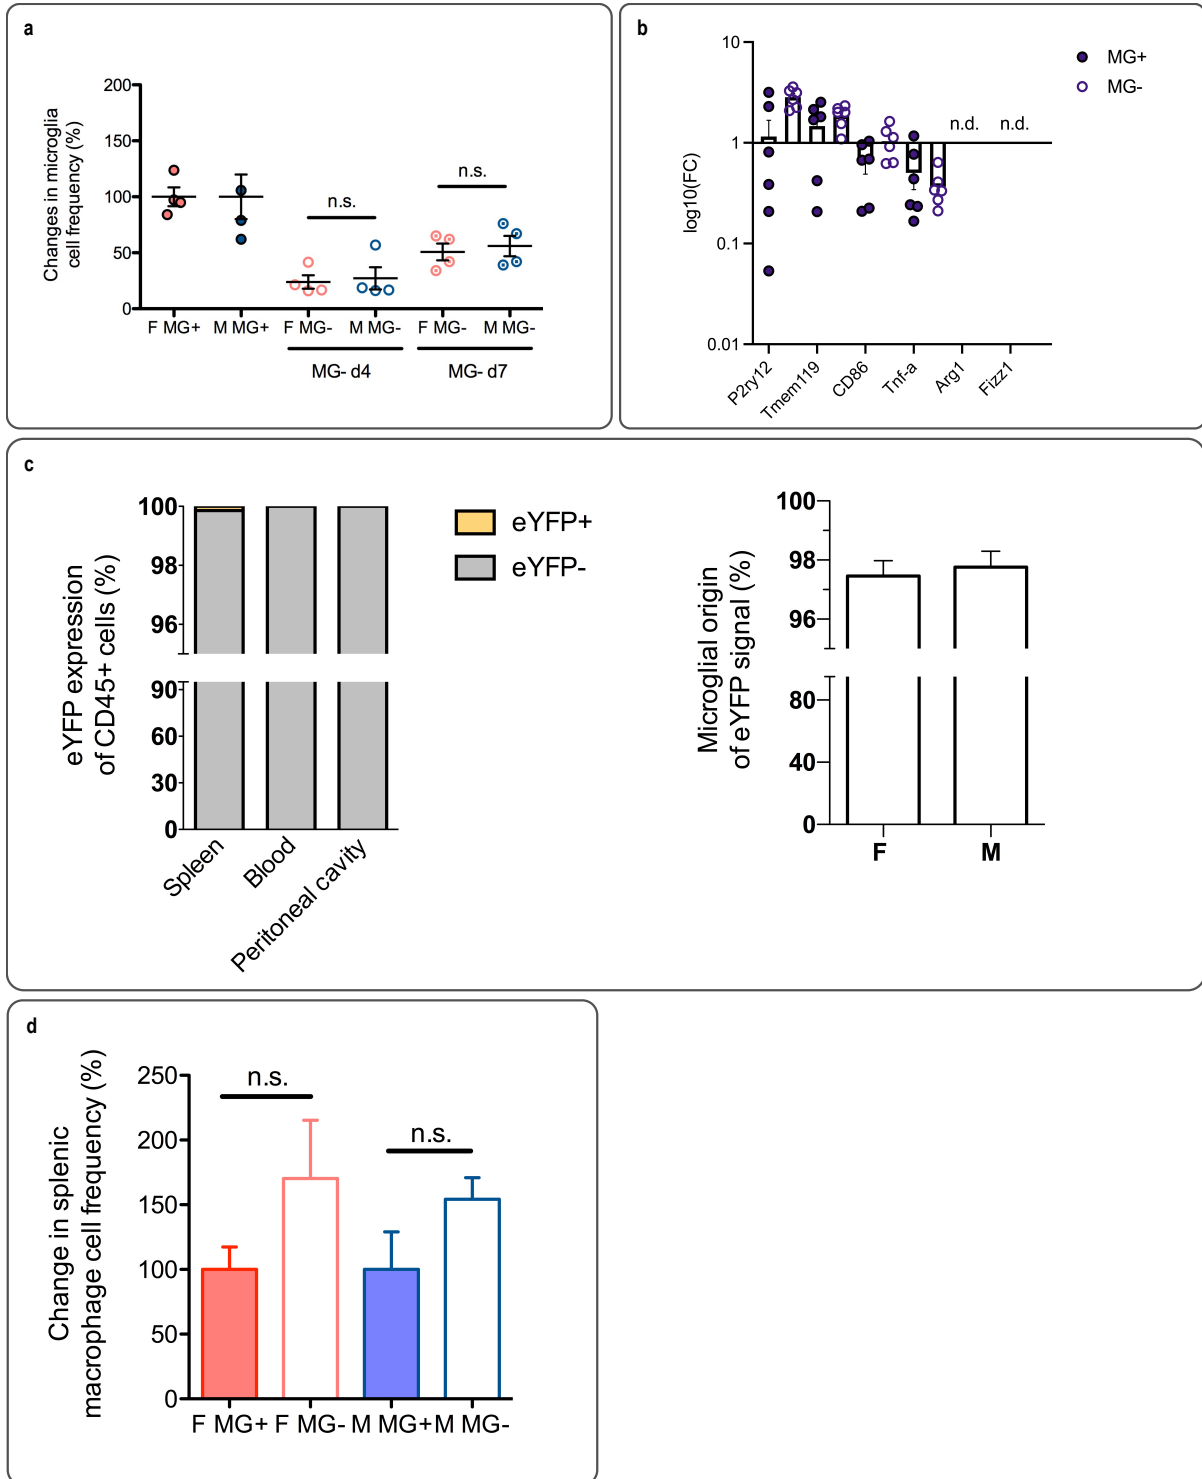 a
Changes in microglia
cell frequency (%)
200
150
100
50
0
n.s.
n.s.
F MG+ M MG+ F MG- M MG- F MG- M MG-
MG- d4 MG- d7
b
log10(FC)
10
1
0.1
0.01
MG+
MG-
n.d. n.d.
P2ry12
Tmem119
CD86
Tnf-a
Arg1
Fizz1
c
eYFP expression
of CD45+ cells (%)
100
98
96
90
60
30
0
Spleen
Blood
Peritoneal cavity
eYFP+
eYFP-
Microglial origin
of eYFP signal (%)
100
98
96
80
40
0
F M
d
Change in splenic
macrophage cell frequency (%)
250
200
150
100
50
0
n.s.
n.s.
F MG+ F MG- M MG+ M MG-